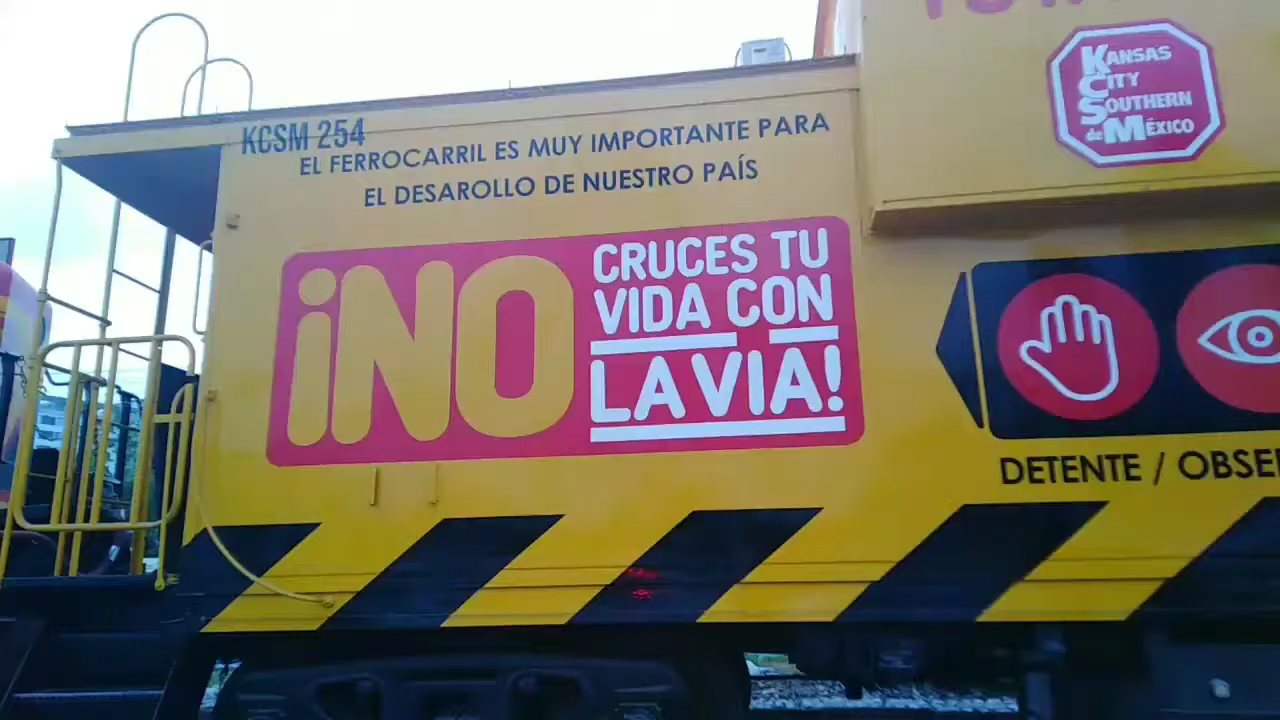 KCSM 254
EL FERROCARRIL ES MUY IMPORTANTE PARA
EL DESAROLLO DE NUESTRO PAÍS
¡NO
CRUCES TU
VIDA CON
LA VIA!
KANSAS
CITY
SOUTHERN
de MÉXICO
DETENTE /